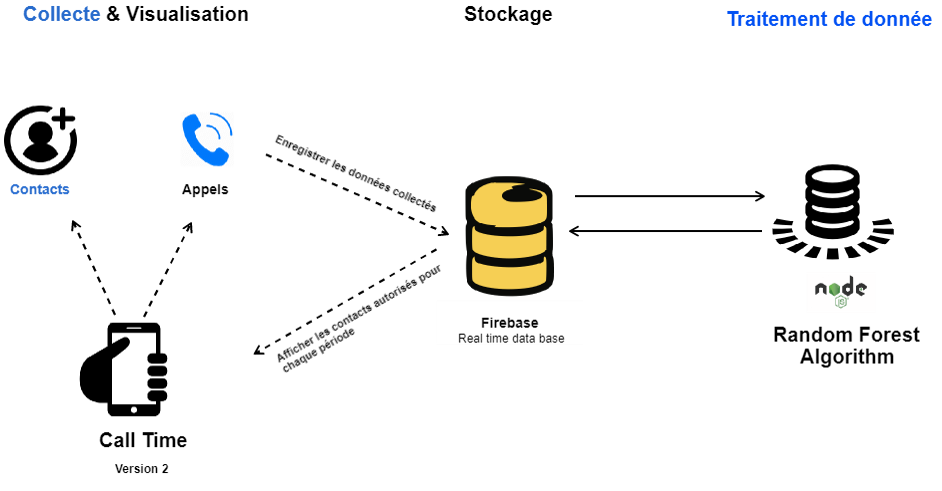 Collecte & Visualisation
Stockage
Traitement de donnée
Contacts
Appels
Enregistrer les données collectés
Afficher les contacts autorisés pour
chaque période
Firebase
Real time data base
node
JS
Random Forest
Algorithm
Call Time
Version 2